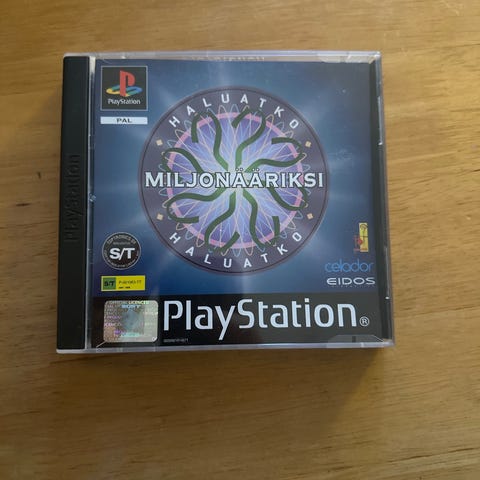 PlayStation
PAL
HALUATKO
MILJONÄÄRIKSI
HALUATKO
PlayStation
S/T
S/T
celador
EIDOS
PlayStation®